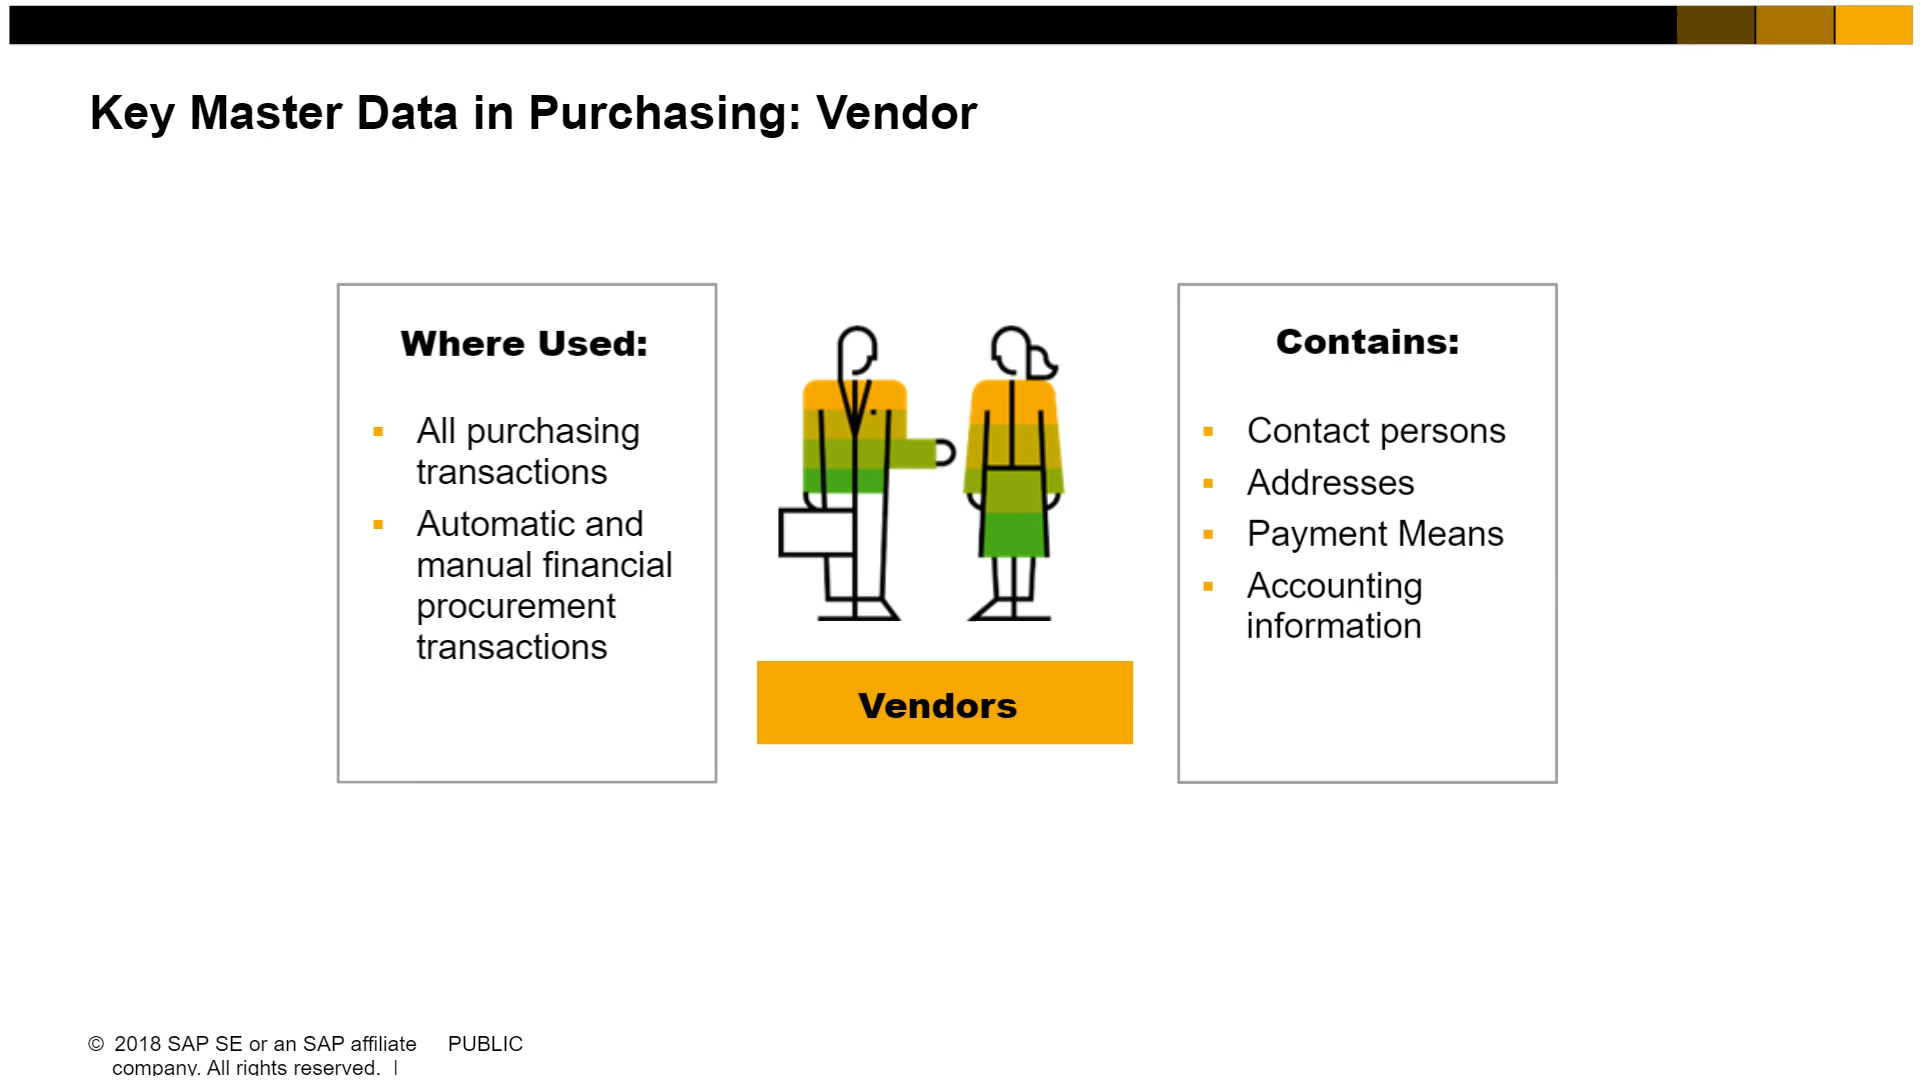 Key Master Data in Purchasing: Vendor
Where Used:
▪ All purchasing
transactions
▪ Automatic and
manual financial
procurement
transactions
Vendors
Contains:
▪ Contact persons
▪ Addresses
▪ Payment Means
▪ Accounting
information
© 2018 SAP SE or an SAP affiliate PUBLIC
company. All rights reserved. |